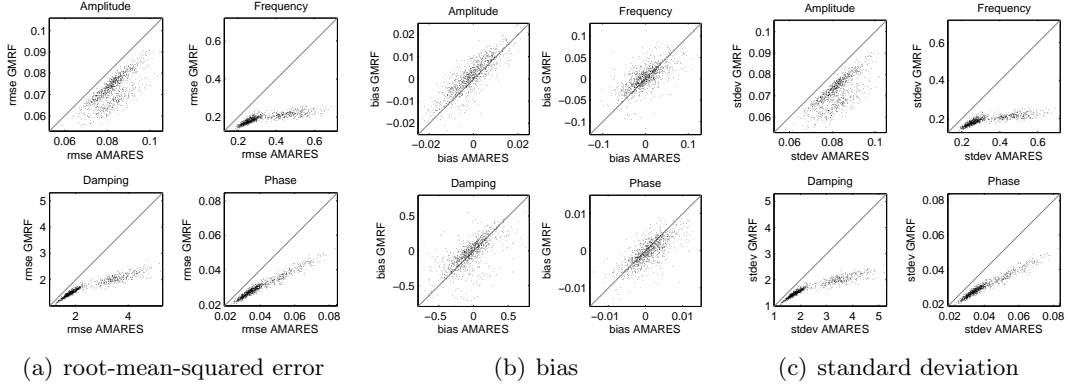 Amplitude
0.1
0.09
0.08
0.07
0.06
rmse GMRF
0.06 0.08 0.1
rmse AMARES
Frequency
0.6
0.4
0.2
rmse GMRF
0.2 0.4 0.6
rmse AMARES
Damping
5
4
3
2
rmse GMRF
2 4
rmse AMARES
Phase
0.08
0.06
0.04
0.02
rmse GMRF
0.02 0.04 0.06 0.08
rmse AMARES
(a) root-mean-squared error
Amplitude
0.02
0.01
0
−0.01
−0.02
bias GMRF
−0.02 0 0.02
bias AMARES
Frequency
0.1
0.05
0
−0.05
−0.1
bias GMRF
−0.1 0 0.1
bias AMARES
Damping
0.5
0
−0.5
bias GMRF
−0.5 0 0.5
bias AMARES
Phase
0.01
0
−0.01
bias GMRF
−0.01 0 0.01
bias AMARES
(b) bias
Amplitude
0.1
0.09
0.08
0.07
0.06
stdev GMRF
0.06 0.08 0.1
stdev AMARES
Frequency
0.6
0.4
0.2
stdev GMRF
0.2 0.4 0.6
stdev AMARES
Damping
5
4
3
2
1
stdev GMRF
1 2 3 4 5
stdev AMARES
Phase
0.08
0.06
0.04
0.02
stdev GMRF
0.02 0.04 0.06 0.08
stdev AMARES
(c) standard deviation